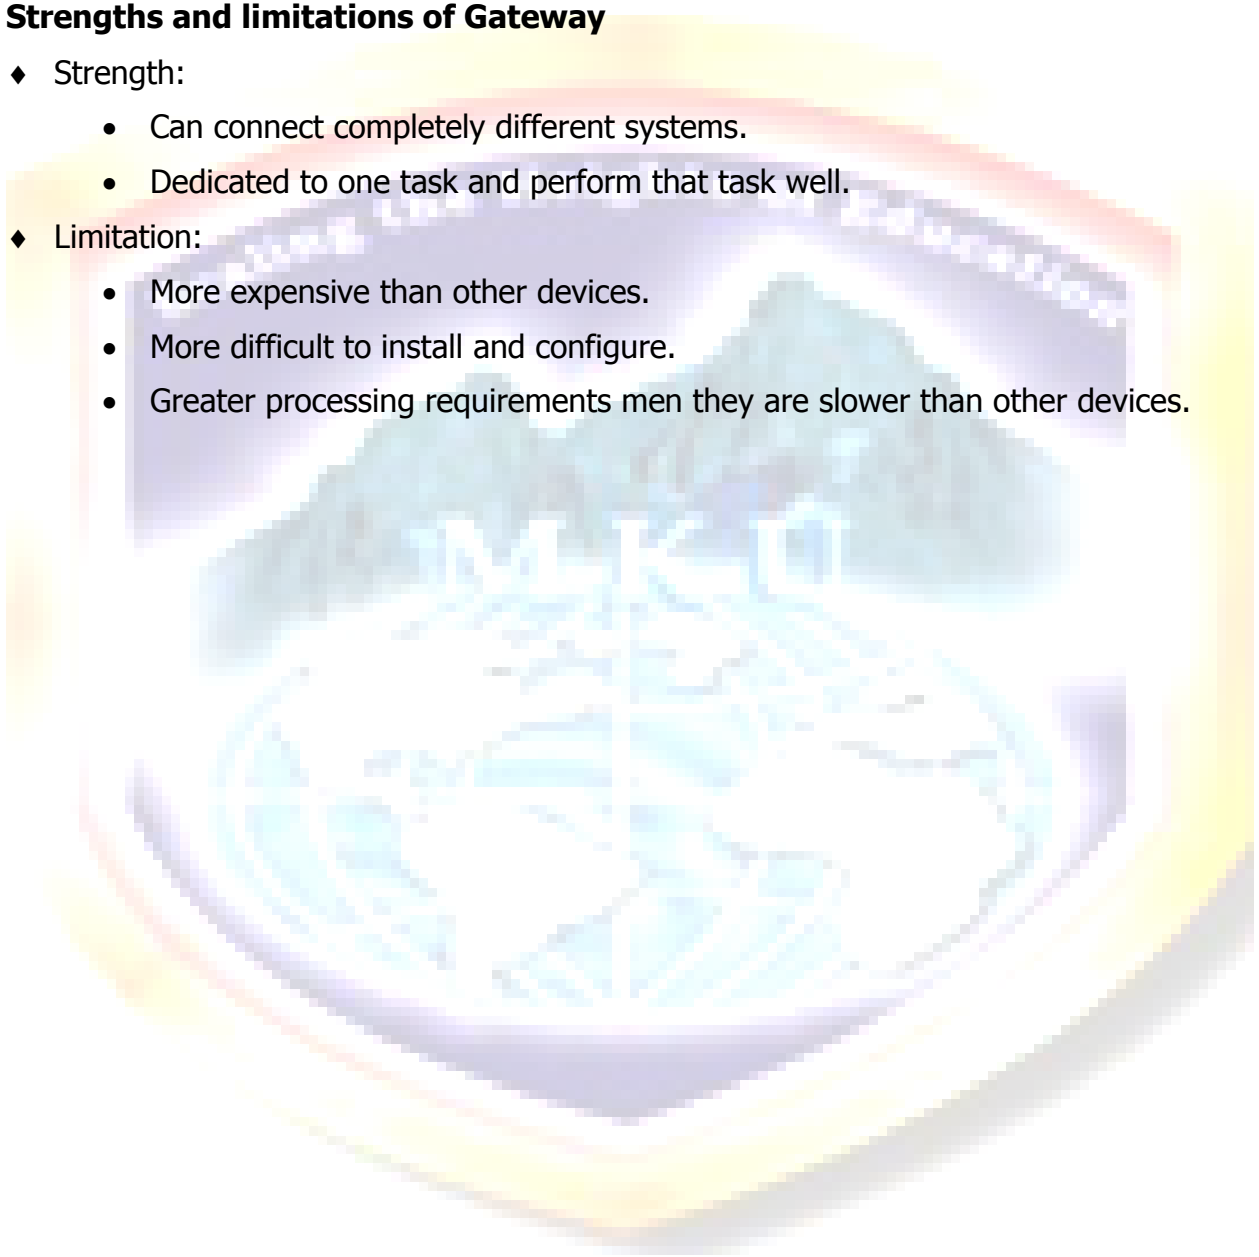 Strengths and limitations of Gateway
♦ Strength:
• Can connect completely different systems.
• Dedicated to one task and perform that task well.
♦ Limitation:
• More expensive than other devices.
• More difficult to install and configure.
• Greater processing requirements men they are slower than other devices.
M K U